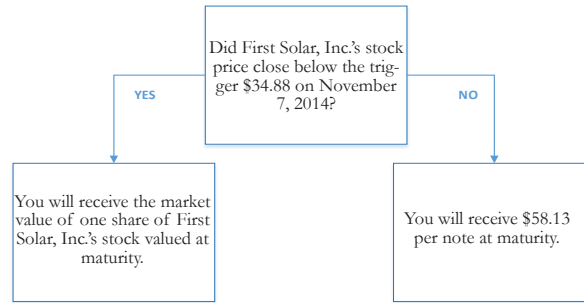 Did First Solar, Inc.'s stock
price close below the trig-
ger $34.88 on November
7, 2014?
YES
NO
You will receive the market
value of one share of First
Solar, Inc.'s stock valued at
maturity.
You will receive $58.13
per note at maturity.